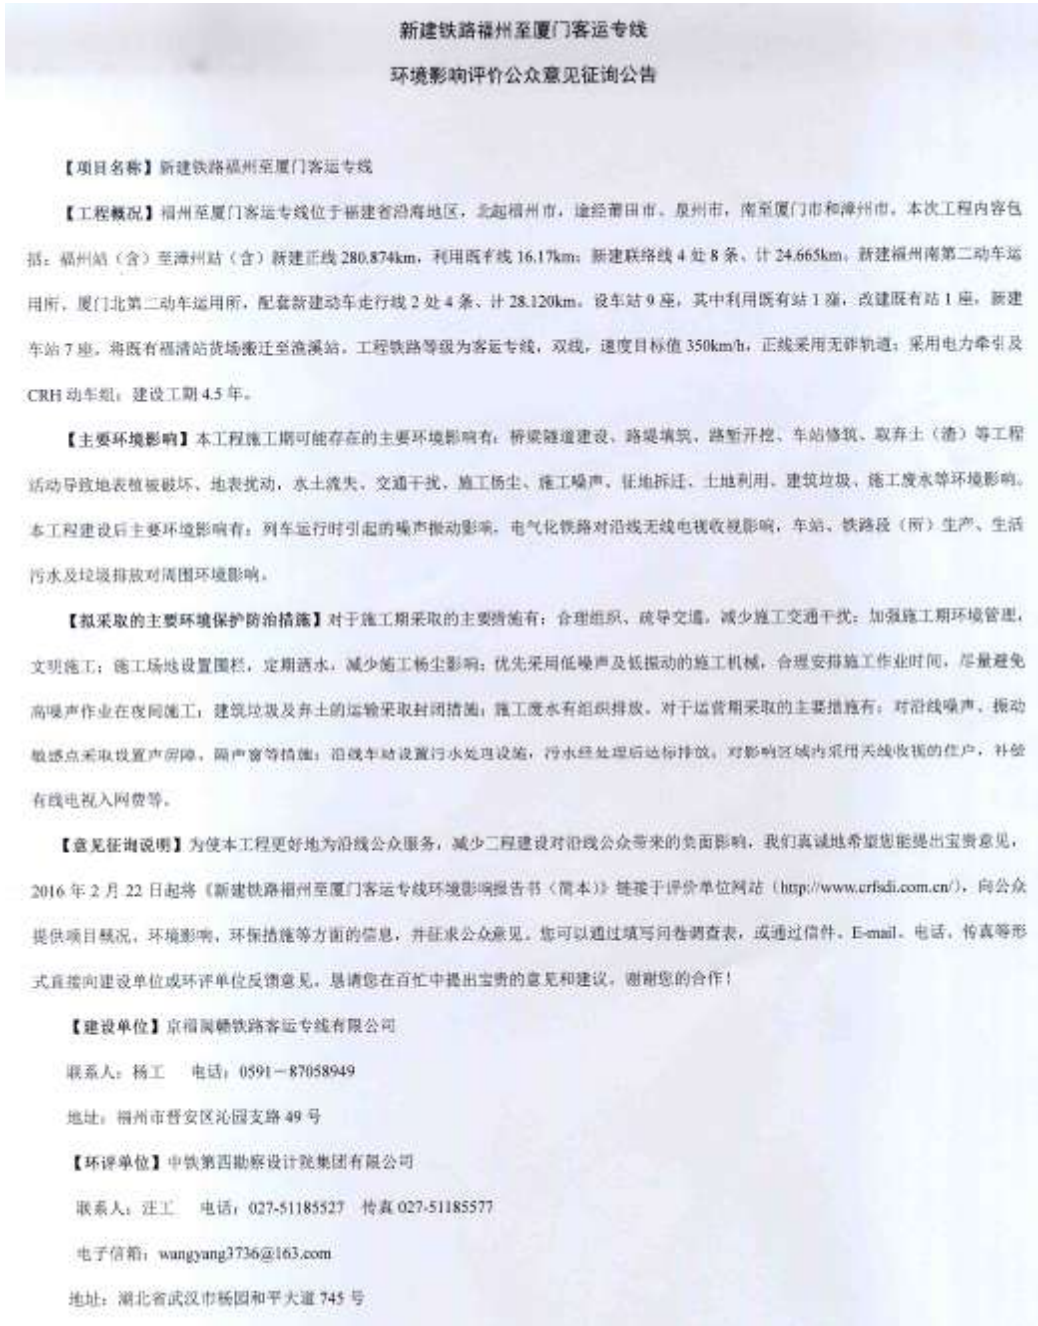 新建铁路福州至厦门客运专线
环境影响评价公众意见征询公告
【项目名称】新建铁路福州至厦门客运专线
【工程概况】福州至厦门客运专线位于福建省沿海地区，北起福州市，途经莆田市、泉州市，南至厦门市和漳州市。本次工程内容包
括：福州站（含）至漳州站（含）新建正线 280.874km，利用既有线 16.17km；新建联络线 4 处 8 条、计 24.665km。新建福州南第二动车运
用所、厦门北第二动车运用所，配套新建动车走行线 2 处 4 条、计 28.120km。设车站 9 座，其中利用既有站 1 座，改建既有站 1 座，新建
车站 7 座。将既有福清站货场搬迁至渔溪站。工程铁路等级为客运专线，双线，速度目标值 350km/h，正线采用无砟轨道；采用电力牵引及
CRH 动车组；建设工期 4.5 年。
【主要环境影响】本工程施工期可能存在的主要环境影响有：桥梁隧道建设、路堤填筑、路堑开挖、车站修筑、取弃土（渣）等工程
活动导致地表植被破坏、地表扰动，水土流失、交通干扰、施工扬尘、施工噪声、征地拆迁、土地利用、建筑垃圾、施工废水等环境影响。
本工程建设后主要环境影响有：列车运行时引起的噪声振动影响，电气化铁路对沿线无线电视收视影响，车站、铁路段（所）生产、生活
污水及垃圾排放对周围环境影响。
【拟采取的主要环境保护防治措施】对于施工期采取的主要措施有：合理组织、疏导交通，减少施工交通干扰；加强施工期环境管理，
文明施工；施工场地设置围栏，定期洒水，减少施工扬尘影响；优先采用低噪声及低振动的施工机械，合理安排施工作业时间，尽量避免
高噪声作业在夜间施工；建筑垃圾及弃土的运输采取封闭措施；施工废水有组织排放。对于运营期采取的主要措施有：对沿线噪声、振动
敏感点采取设置声屏障、隔声窗等措施；沿线车站设置污水处理设施，污水经处理后达标排放。对影响区域内采用天线收视的住户，补偿
有线电视入网费等。
【意见征询说明】为使本工程更好地为沿线公众服务，减少工程建设对沿线公众带来的负面影响，我们真诚地希望您能提出宝贵意见，
2016 年 2 月 22 日起将《新建铁路福州至厦门客运专线环境影响报告书（简本）》链接于评价单位网站（http://www.crfsdi.com.cn/），向公众
提供项目概况、环境影响、环保措施等方面的信息，并征求公众意见。您可以通过填写问卷调查表，或通过信件、E-mail、电话、传真等形
式直接向建设单位或环评单位反馈意见，恳请您在百忙中提出宝贵的意见和建议。谢谢您的合作！
【建设单位】京福闽赣铁路客运专线有限公司
联系人：杨工 电话：0591－87058949
地址：福州市晋安区沁园支路 49 号
【环评单位】中铁第四勘察设计院集团有限公司
联系人：汪工 电话：027-51185527 传真 027-51185577
电子信箱：wangyang3736@163.com
地址：湖北省武汉市杨园和平大道 745 号